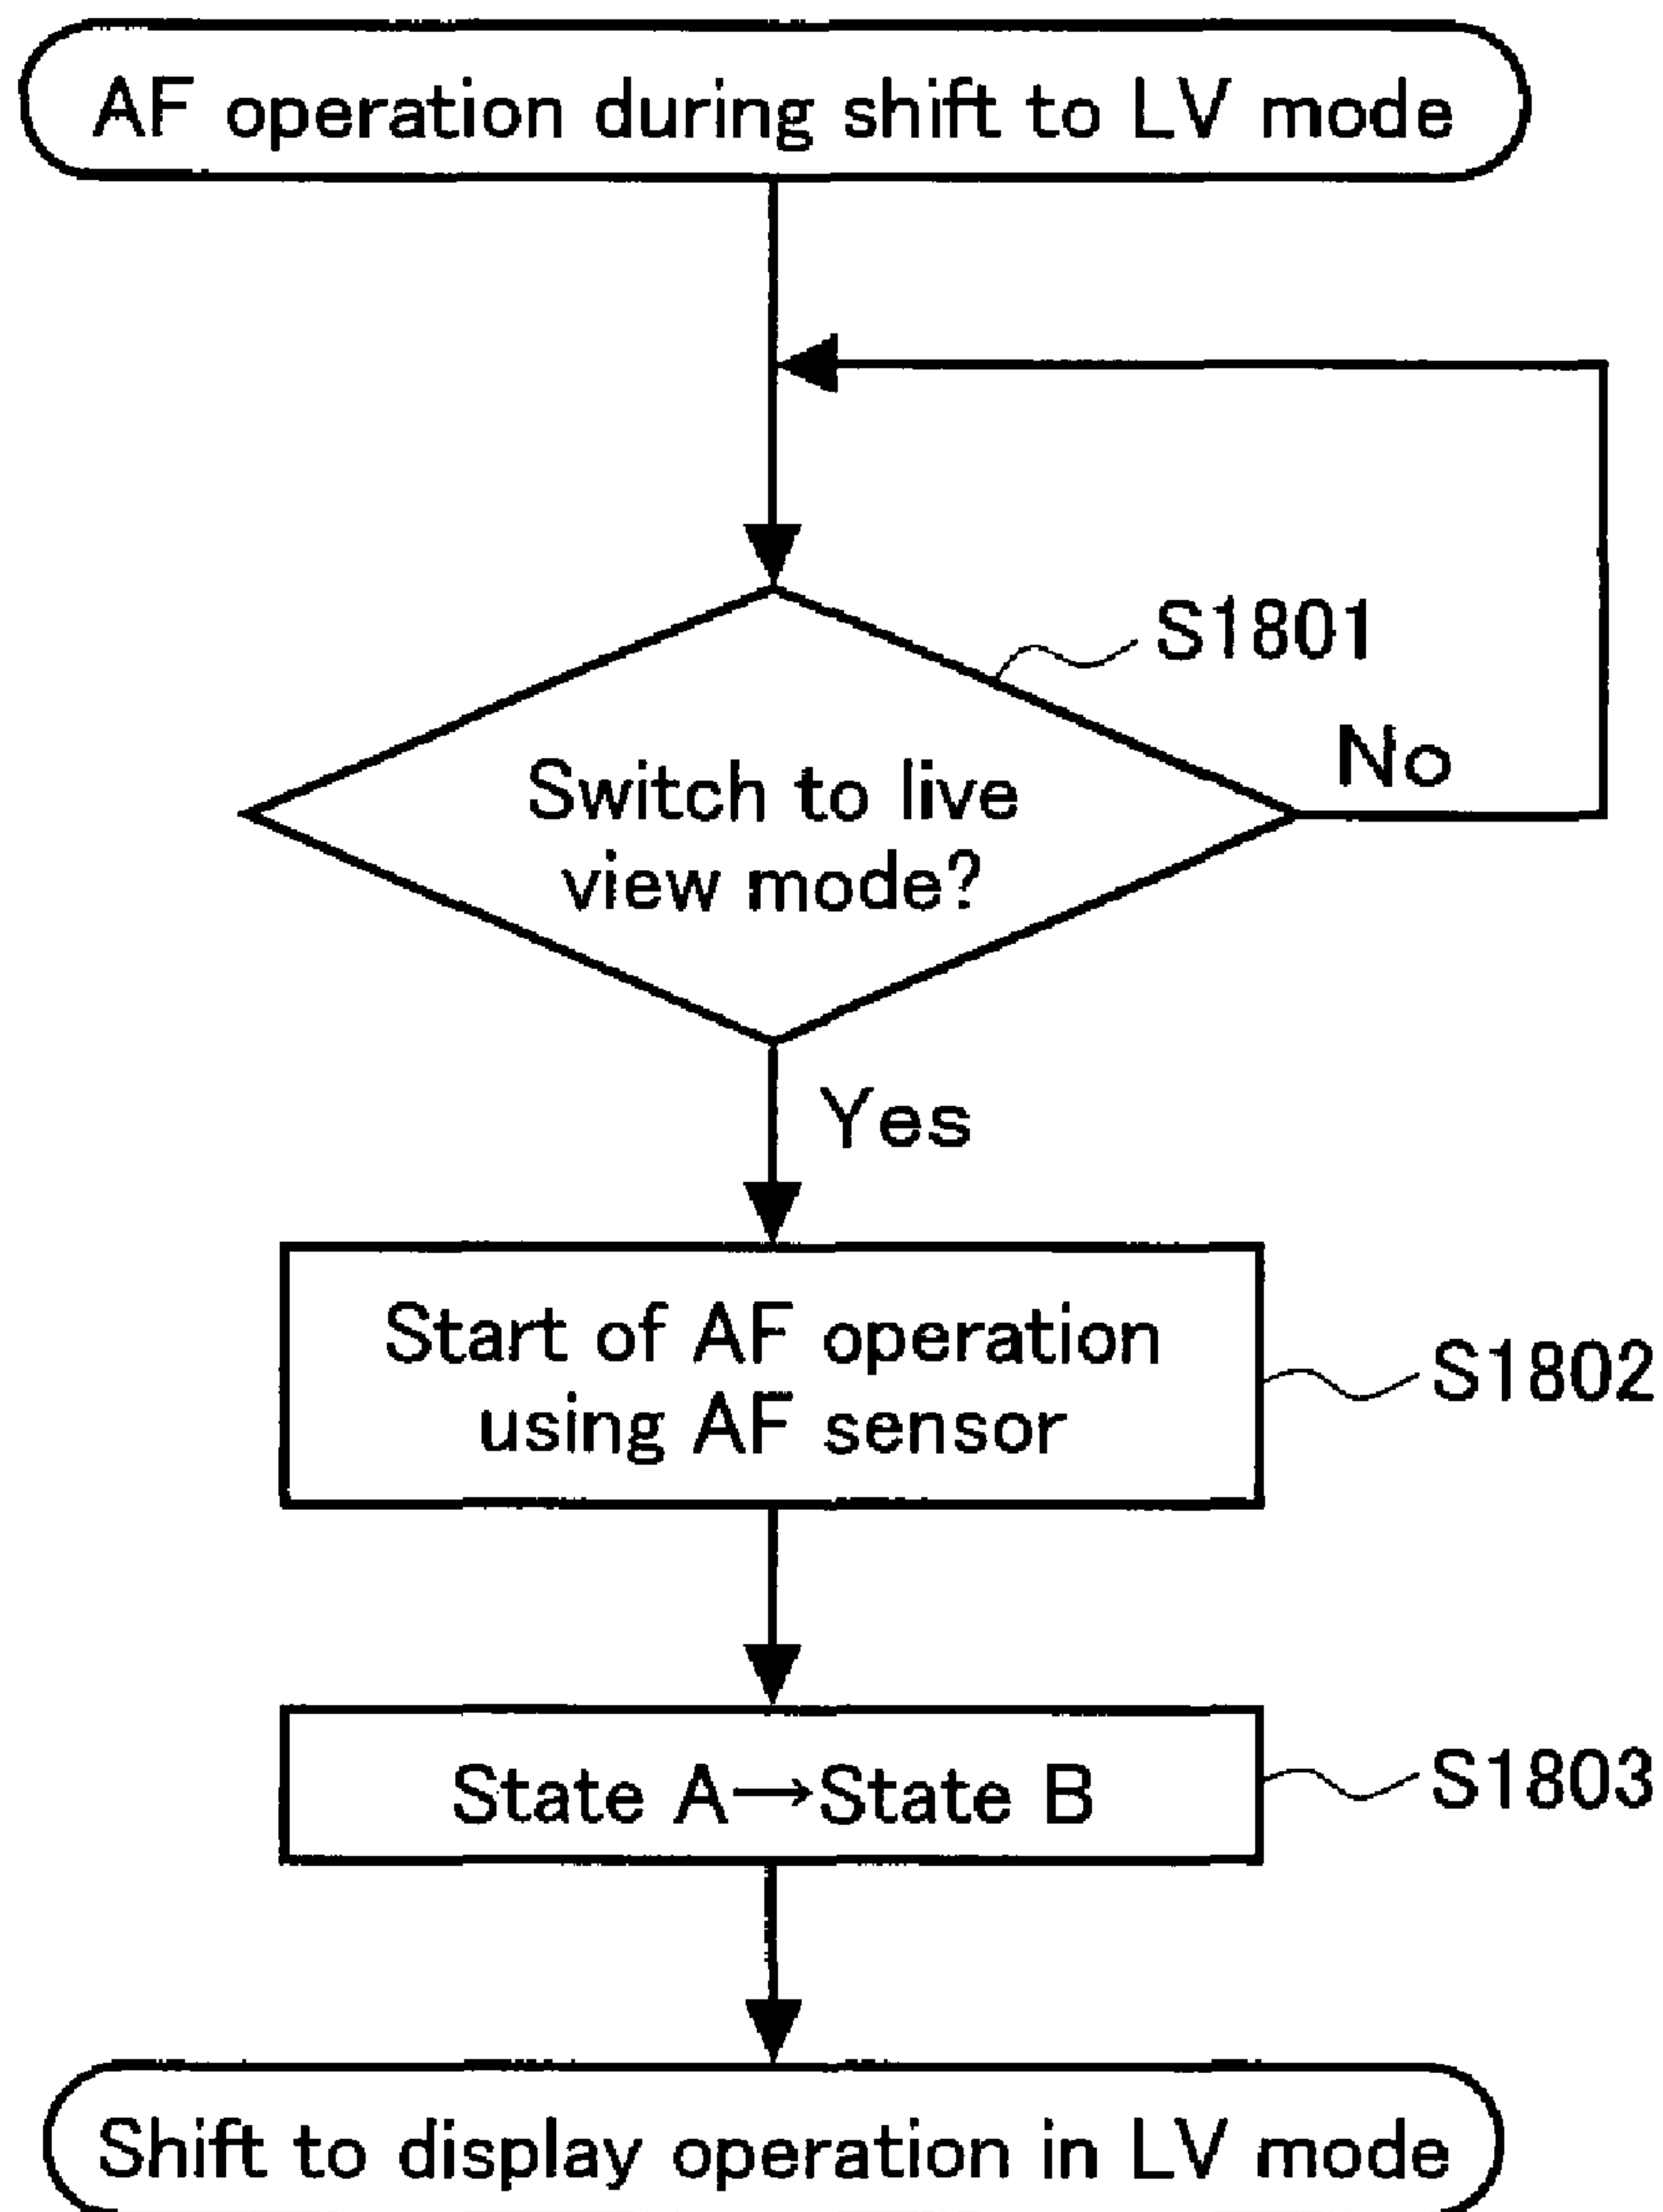 AF operation during shift to LV mode
S1801
No
Switch to live
view mode?
Yes
Start of AF operation
using AF sensor
S1802
State A→State B
S1803
Shift to display operation in LV mode